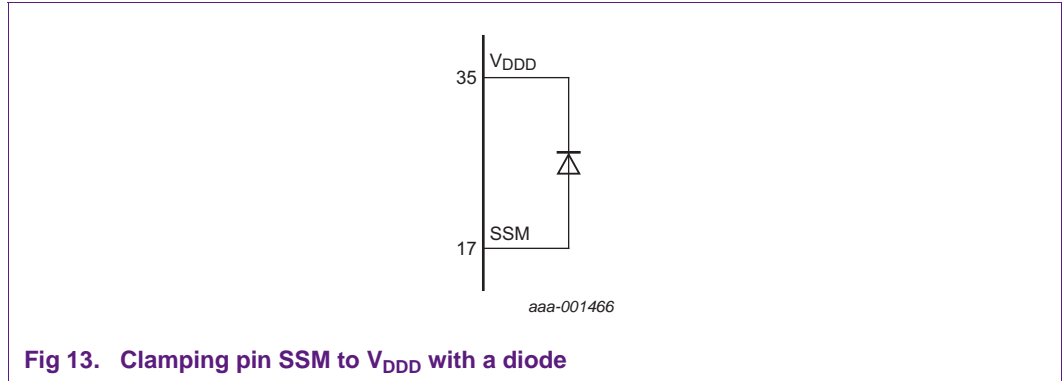 VDDD
35
SSM
17
aaa-001466
Fig 13. Clamping pin SSM to VDDD with a diode